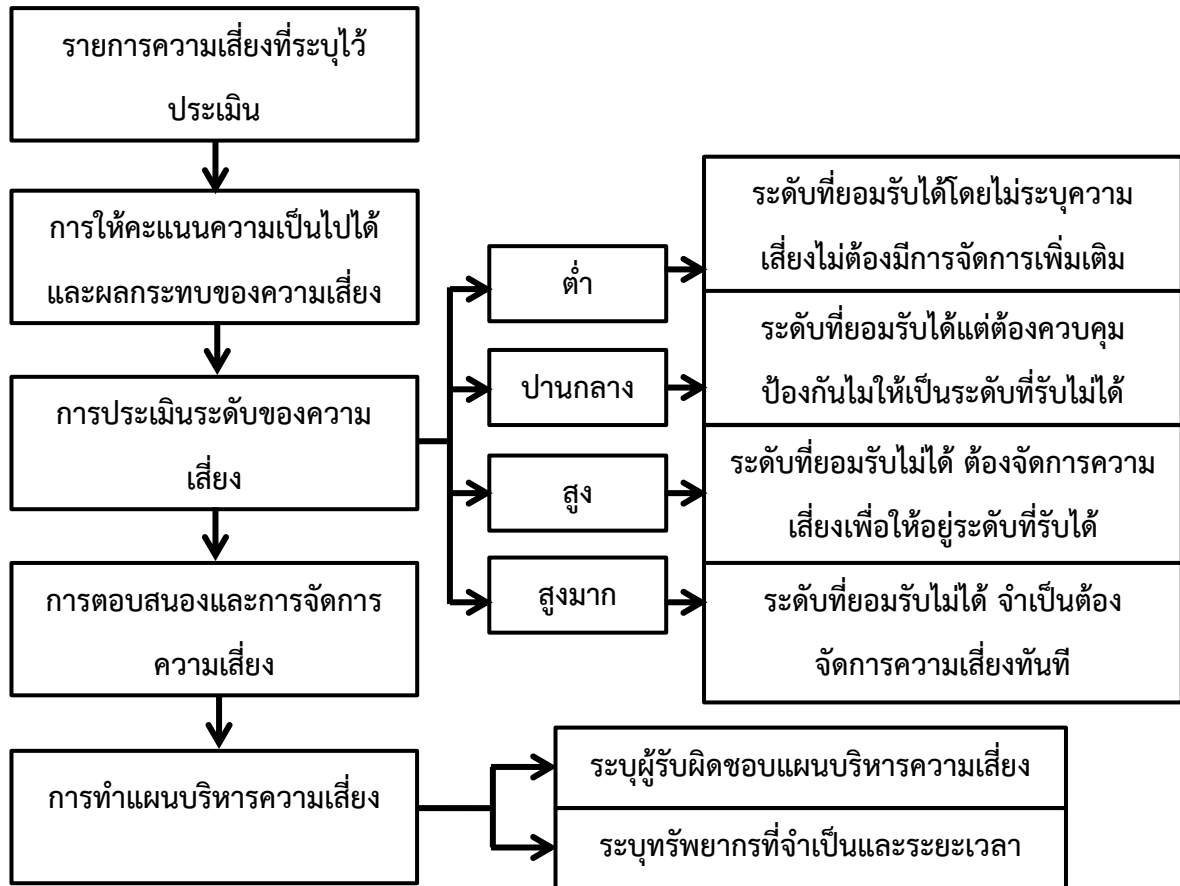 รายการความเสี่ยงที่ระบุไว้
ประเมิน
การให้คะแนนความเป็นไปได้
และผลกระทบของความเสี่ยง
การประเมินระดับของความ
เสี่ยง
ต่ำ
ระดับที่ยอมรับได้โดยไม่ระบุความ
เสี่ยงไม่ต้องมีการจัดการเพิ่มเติม
ปานกลาง
ระดับที่ยอมรับได้แต่ต้องควบคุม
ป้องกันไมให้เป็นระดับที่รับไม่ได้
สูง
ระดับที่ยอมรับไม่ได้ ต้องจัดการความ
เสี่ยงเพื่อให้อยู่ระดับที่รับได้
สูงมาก
ระดับที่ยอมรับไม่ได้ จำเป็นต้อง
จัดการความเสี่ยงทันที
การตอบสนองและการจัดการ
ความเสี่ยง
การทำแผนบริหารความเสี่ยง
ระบุผู้รับผิดชอบแผนบริหารความเสี่ยง
ระบุทรัพยากรที่จำเป็นและระยะเวลา